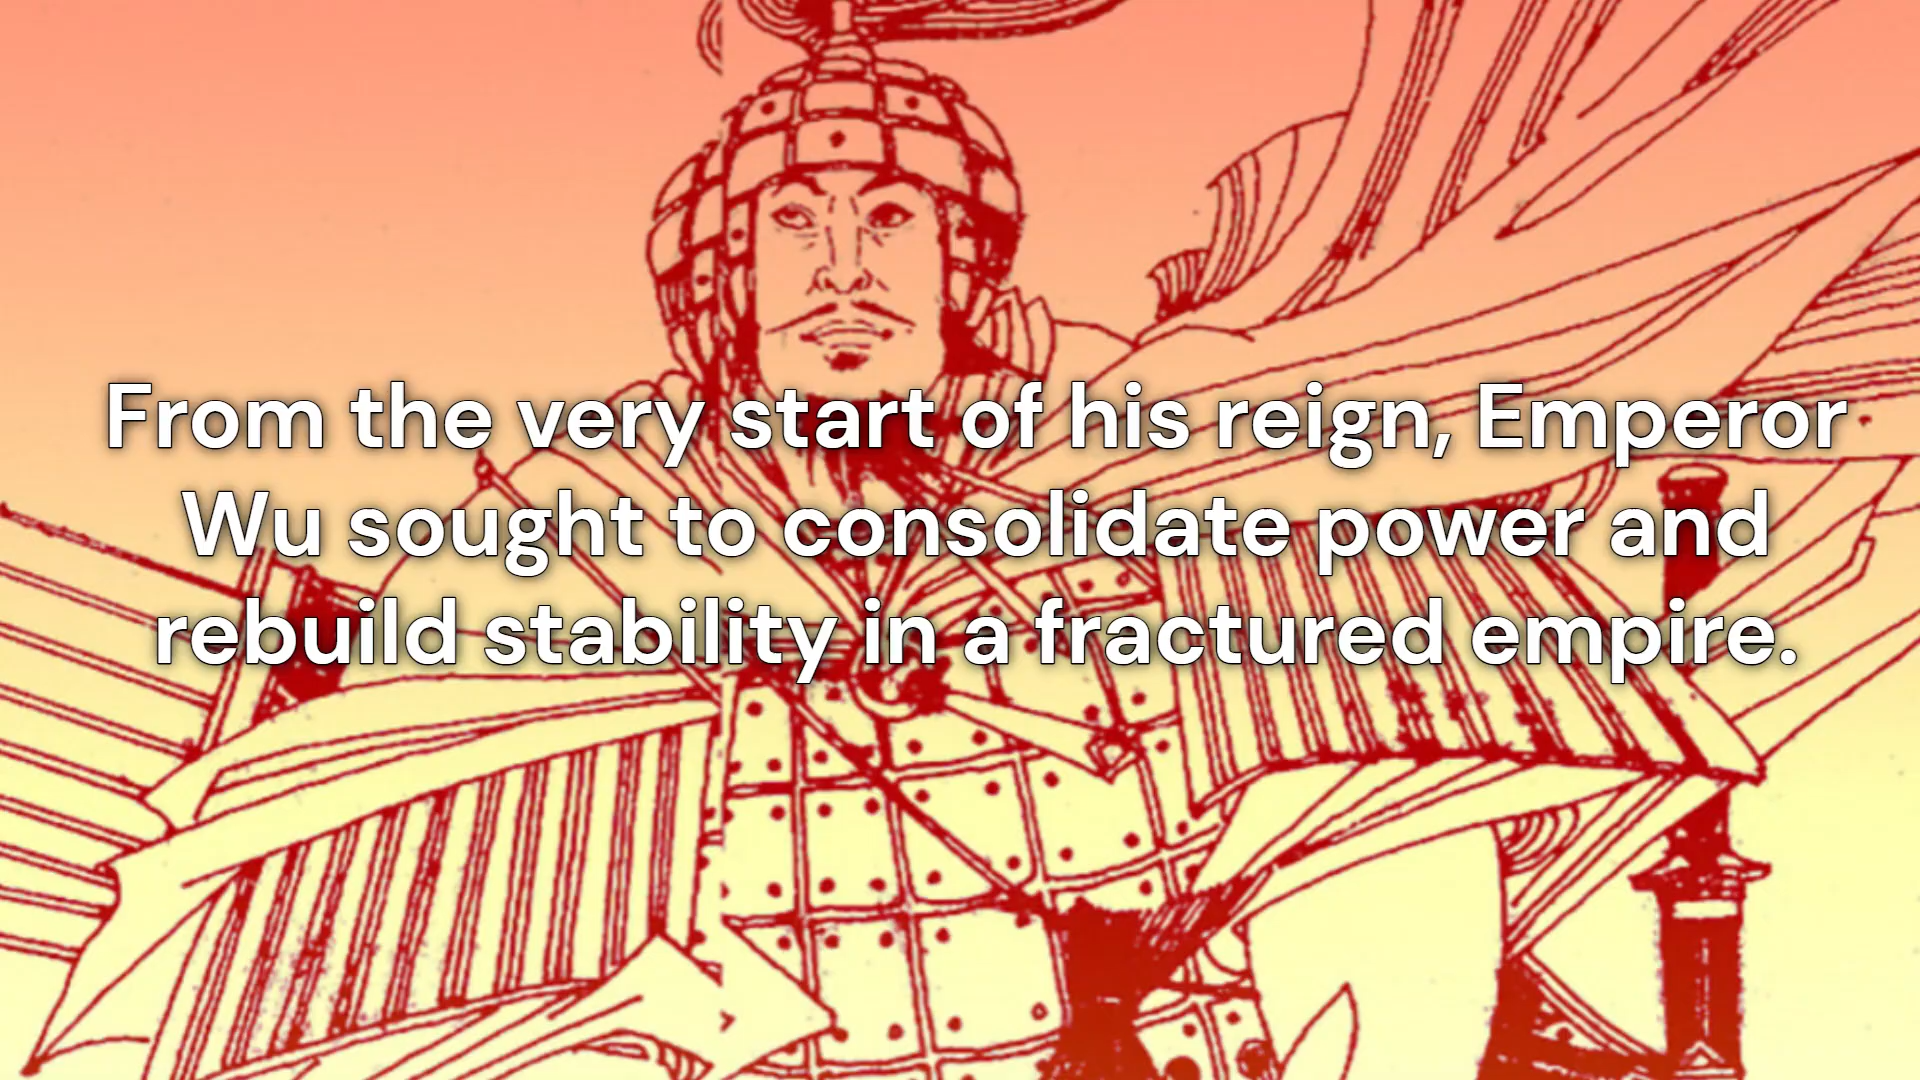 From the very start of his reign, Emperor
Wu sought to consolidate power and
rebuild stability in a fractured empire.